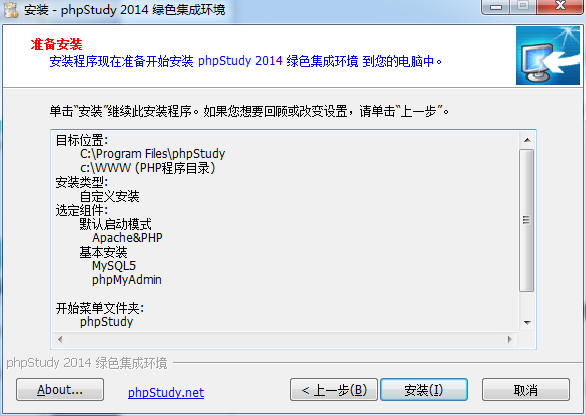 安装 - phpStudy 2014 绿色集成环境
准备安装
安装程序现在准备开始安装 phpStudy 2014 绿色集成环境 到您的电脑中。
单击“安装”继续此安装程序。如果您想要回顾或改变设置，请单击“上一步”。
目标位置:
C:\Program Files\phpStudy
c:\WWW (PHP程序目录)
安装类型:
自定义安装
选定组件:
默认启动模式
Apache&PHP
基本安装
MySQL5
phpMyAdmin
开始菜单文件夹:
phpStudy
phpStudy 2014 绿色集成环境
About... phpStudy.net < 上一步(B) 安装(I) 取消